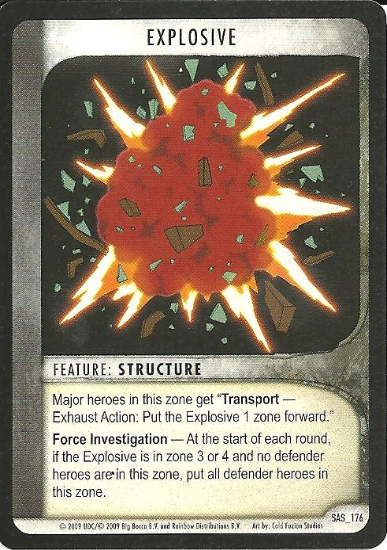 EXPLOSIVE
FEATURE: STRUCTURE
Major heroes in this zone get “Transport —
Exhaust Action: Put the Explosive 1 zone forward.”
Force Investigation — At the start of each round,
if the Explosive is in zone 3 or 4 and no defender
heroes are in this zone, put all defender heroes in
this zone.
SAS_176
© 2009 UDC/© 2009 Big Bocca B.V. and Rainbow Distributions B.V. Art by: Cold Fuzion Studios